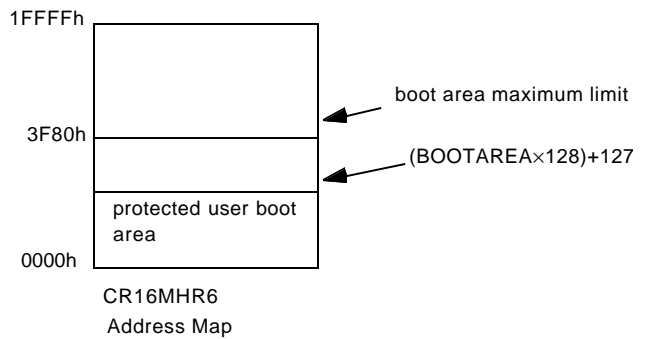 1FFFFh
boot area maximum limit
3F80h
(BOOTAREA×128)+127
protected user boot
area
0000h
CR16MHR6
Address Map